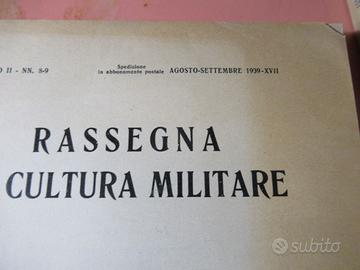 O II - NN. 8-9
Spedizione
in abbonamento postale
AGOSTO-SETTEMBRE 1939-XVII
RASSEGNA
CULTURA MILITARE
subito